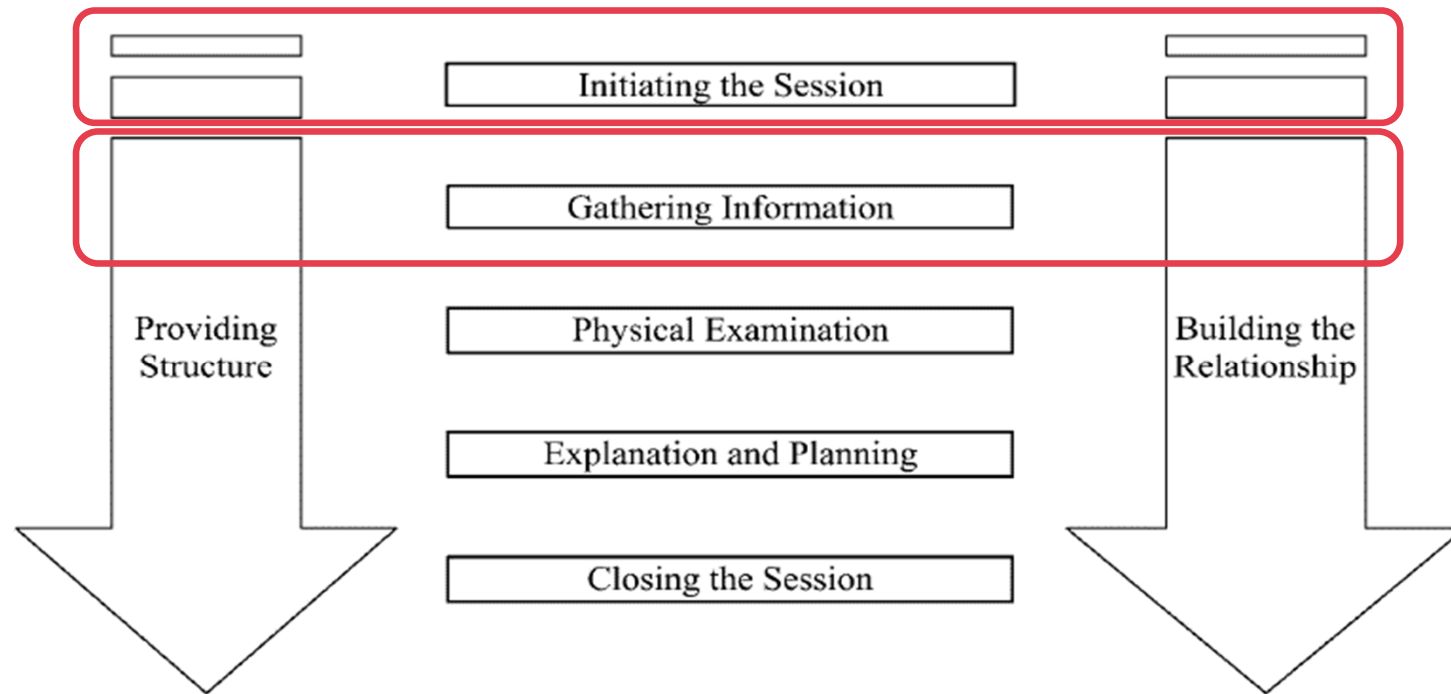 Initiating the Session
Gathering Information
Providing
Structure
Physical Examination
Building the
Relationship
Explanation and Planning
Closing the Session